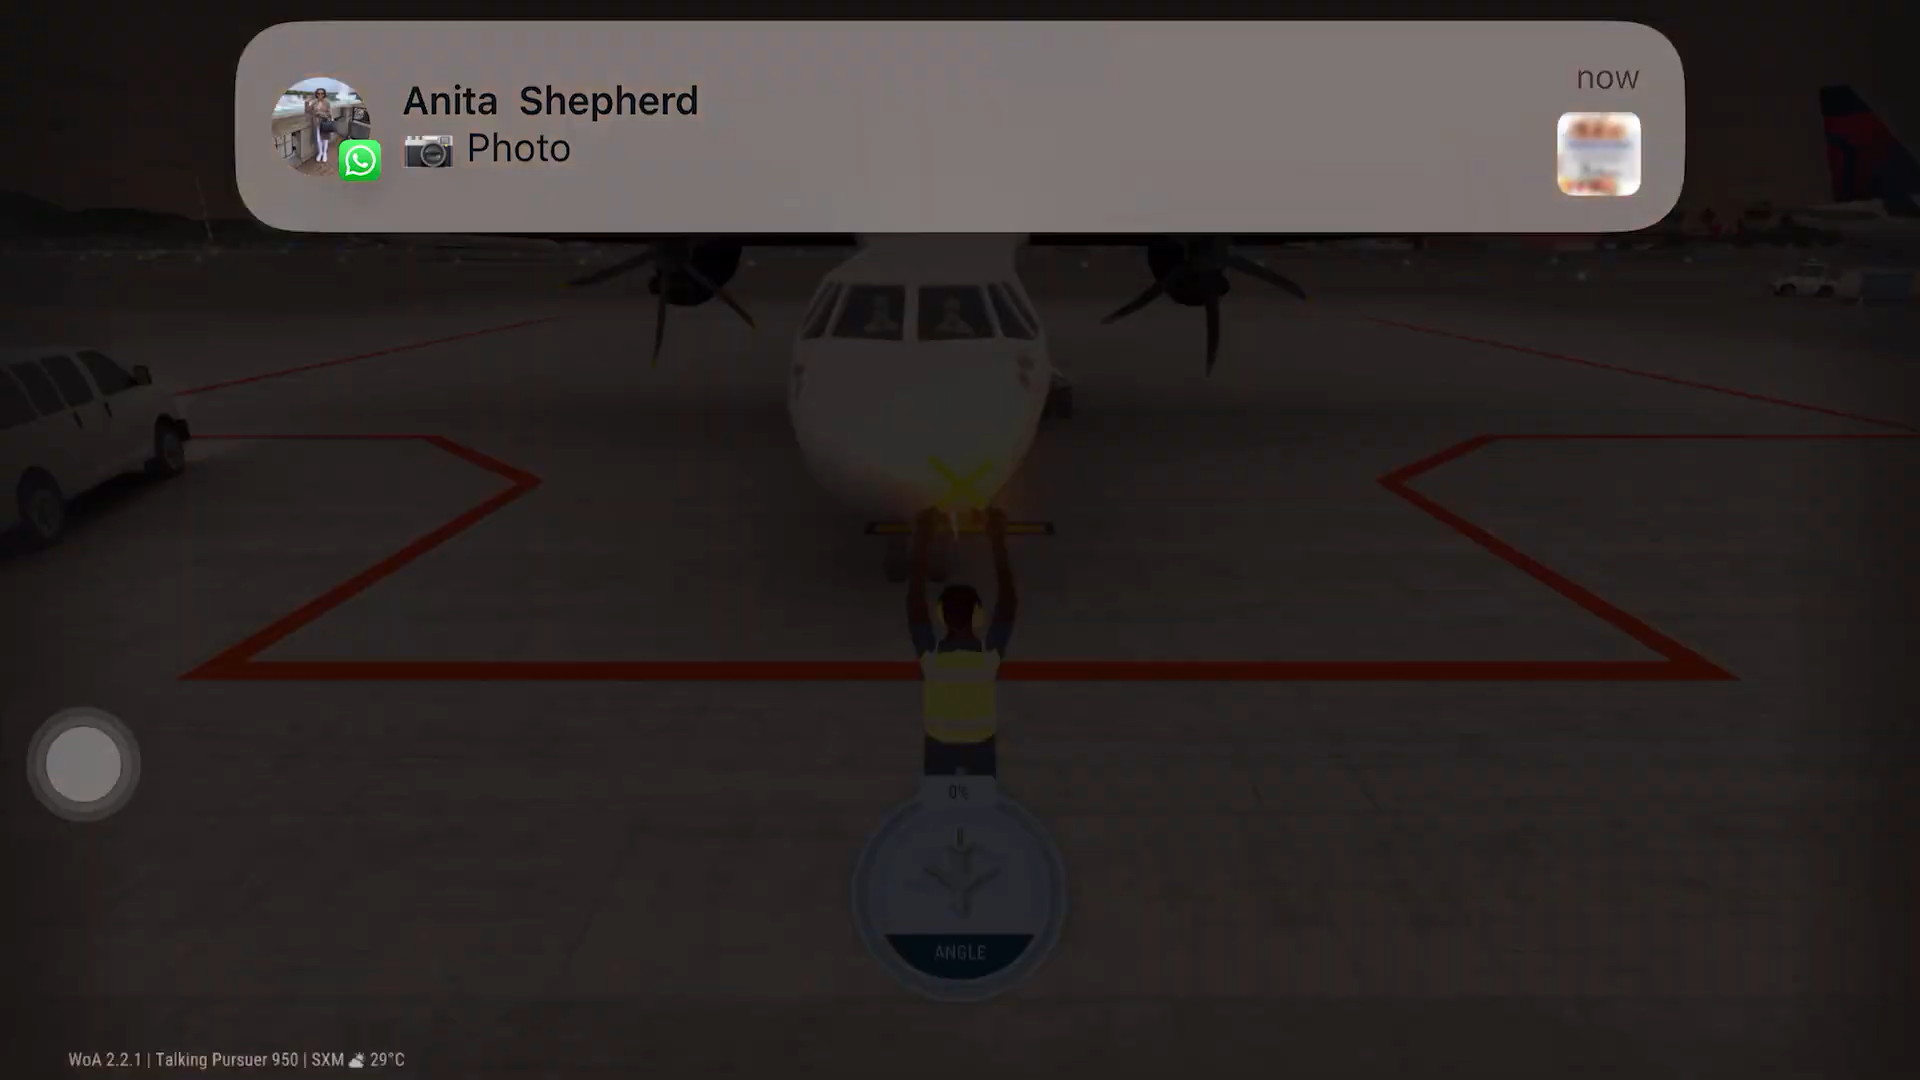 now
Anita Shepherd
📷 Photo
0%
ANGLE
WoA 2.2.1 | Talking Pursuer 950 | SXM 29°C